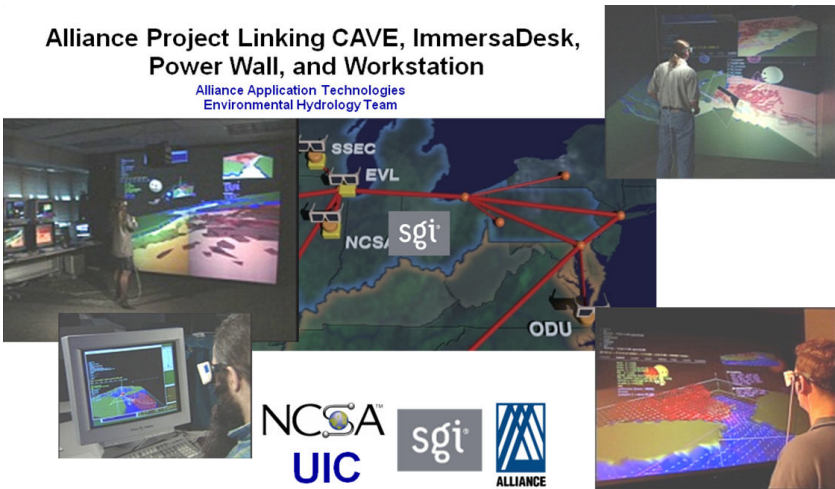 Alliance Project Linking CAVE, ImmersaDesk,
Power Wall, and Workstation
Alliance Application Technologies
Environmental Hydrology Team
SSEC
EVL
NCSA
sgi
ODU
NCSA™
UIC
sgi
ALLIANCE